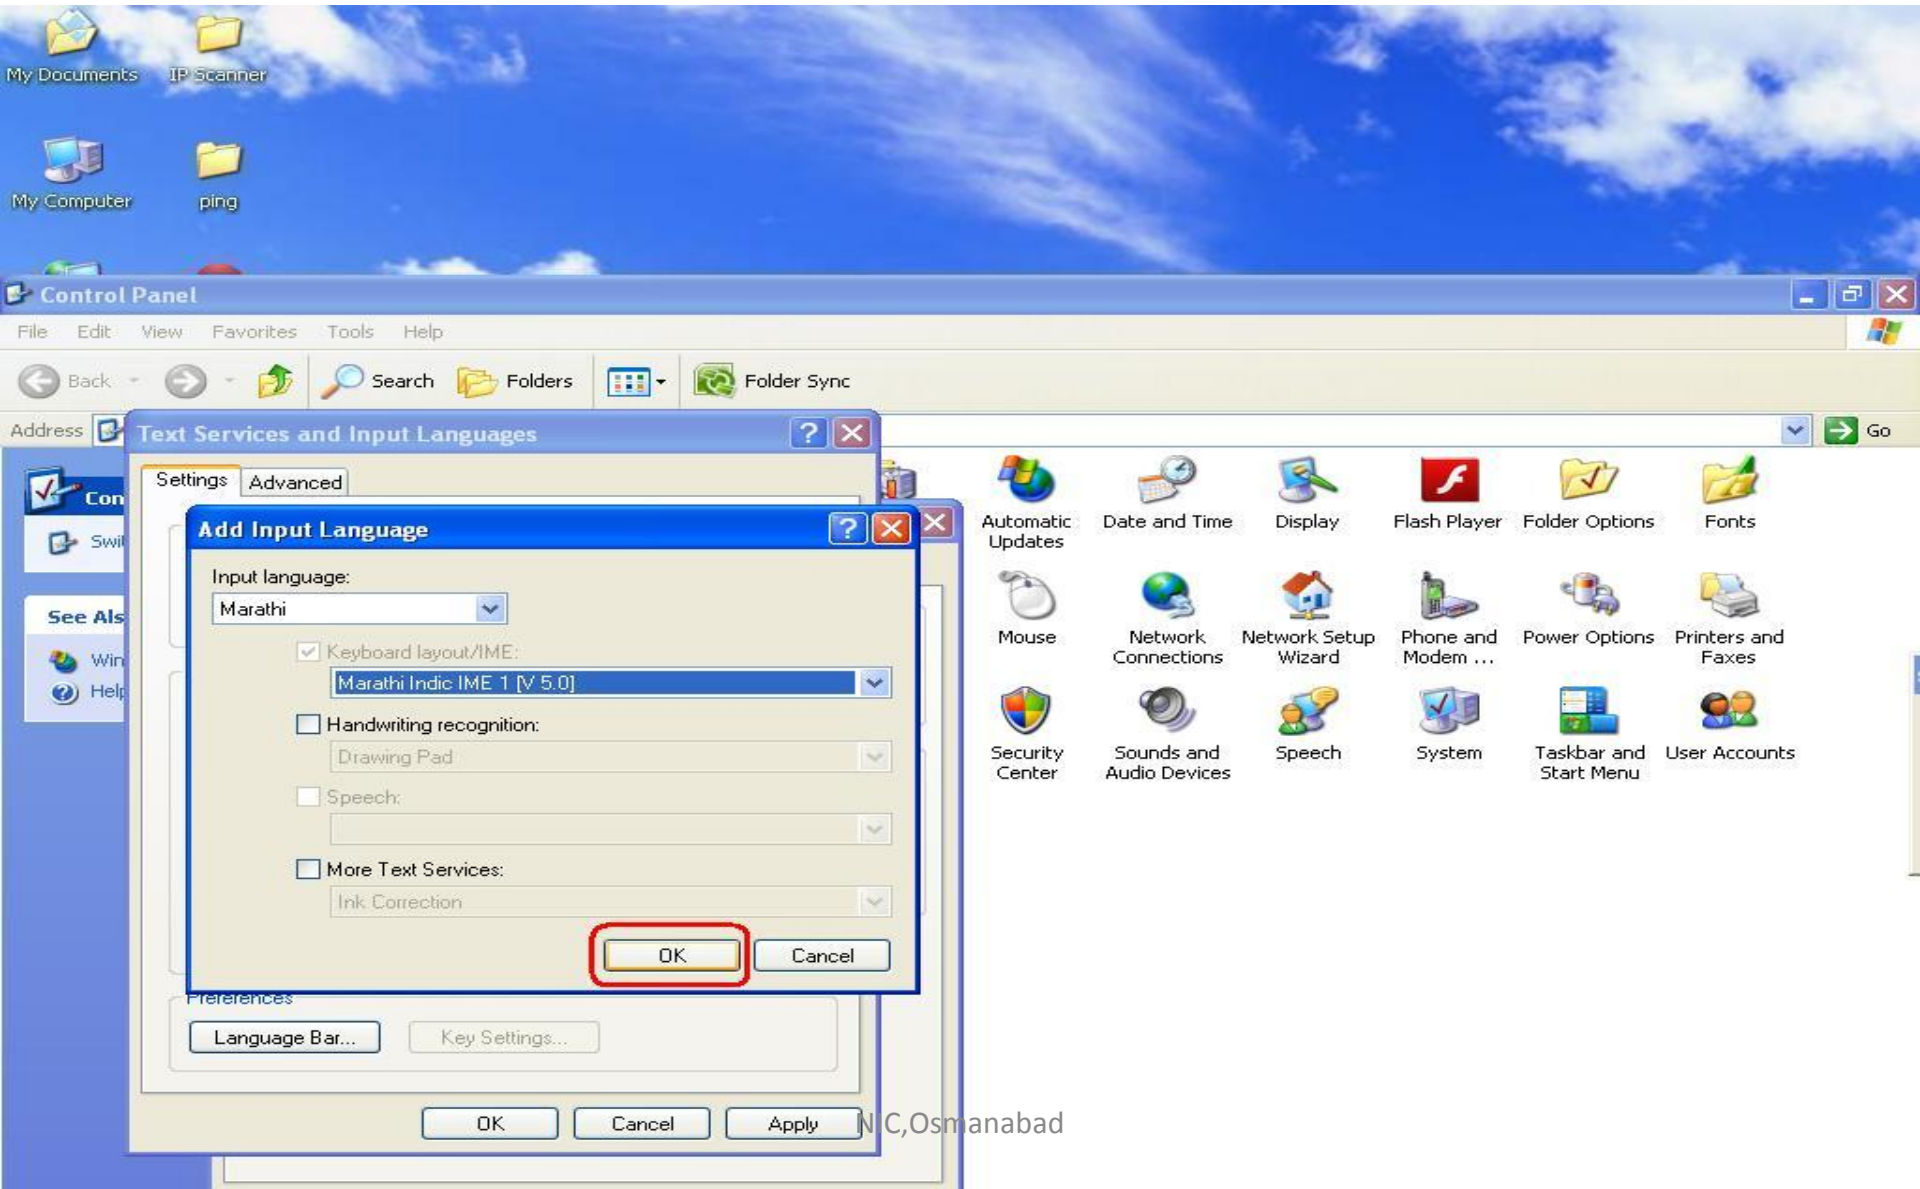 My Documents
IP Scanner
My Computer
ping
Control Panel
File Edit View Favorites Tools Help
Back Search Folders Folder Sync
Address Go
Text Services and Input Languages
Settings Advanced
Con
Swi
See Als
Win
Help
Add Input Language
Input language:
Marathi
Keyboard layout/IME:
Marathi Indic IME 1 [V 5.0]
Handwriting recognition:
Drawing Pad
Speech:
More Text Services:
Ink Correction
OK Cancel
Preferences
Language Bar... Key Settings...
OK Cancel Apply
Automatic
Updates
Date and Time
Display
Flash Player
Folder Options
Fonts
Mouse
Network
Connections
Network Setup
Wizard
Phone and
Modem ...
Power Options
Printers and
Faxes
Security
Center
Sounds and
Audio Devices
Speech
System
Taskbar and
Start Menu
User Accounts
NIC,Osmanabad